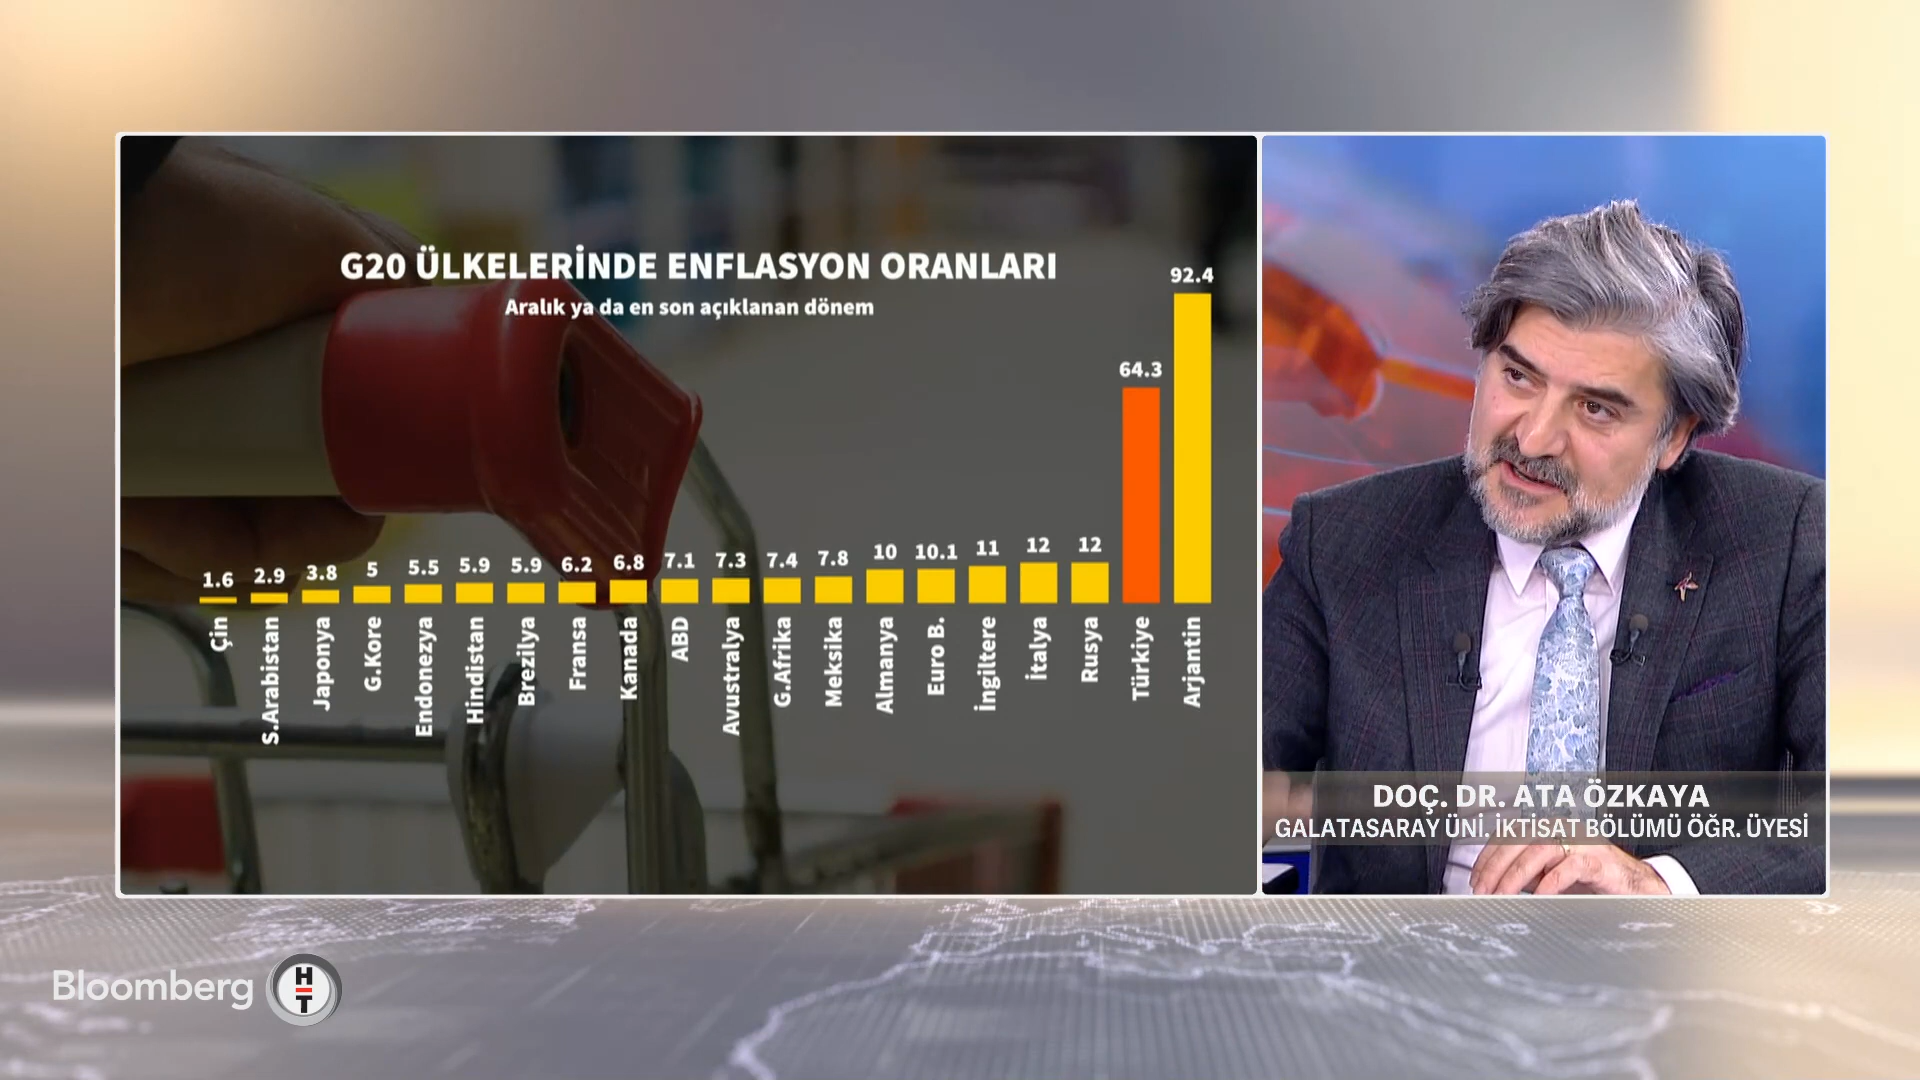 G20 ÜLKELERİNDE ENFLASYON ORANLARI
Aralık ya da en son açıklanan dönem
1.6 2.9 3.8 5 5.5 5.9 5.9 6.2 6.8 7.1 7.3 7.4 7.8 10 10.1 11 12 12 64.3 92.4
Çin S.Arabistan Japonya G.Kore Endonezya Hindistan Brezilya Fransa Kanada ABD Avustralya G.Afrika Meksika Almanya Euro B. İngiltere İtalya Rusya Türkiye Arjantin
DOÇ. DR. ATA ÖZKAYA
GALATASARAY ÜNİ. İKTİSAT BÖLÜMÜ ÖĞR. ÜYESİ
Bloomberg HT